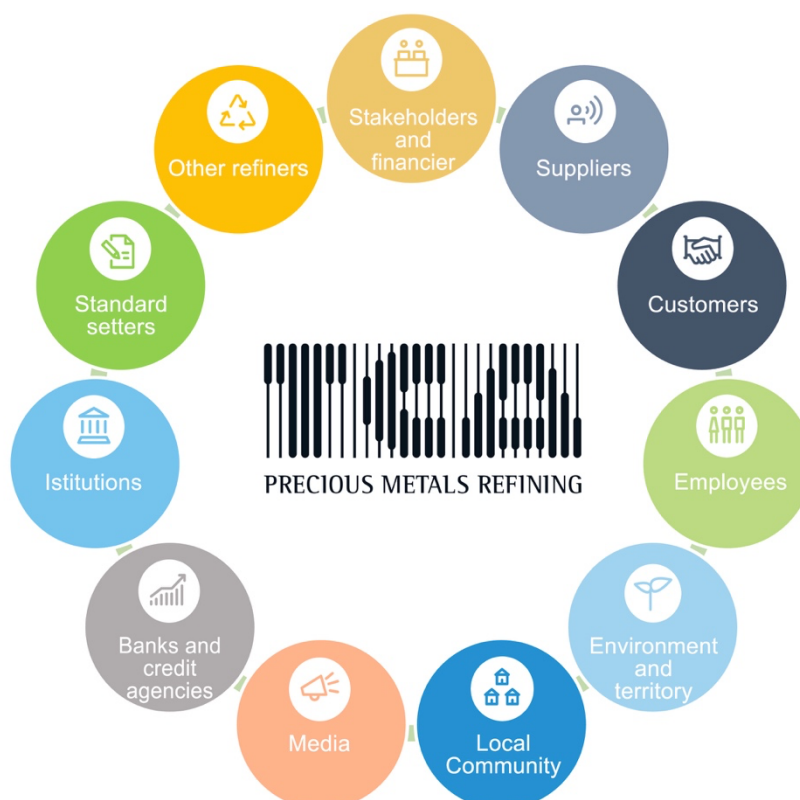 Stakeholders
and
financier
Suppliers
Customers
Employees
Environment
and
territory
Local
Community
Media
Banks and
credit
agencies
Istitutions
Standard
setters
Other refiners
TCA
PRECIOUS METALS REFINING